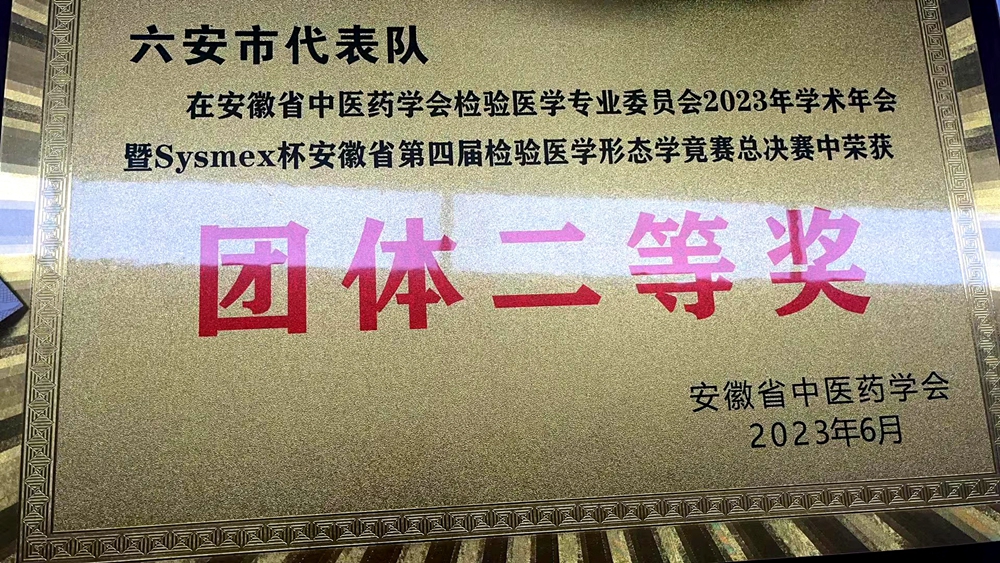 六安市代表队
在安徽省中医药学会检验医学专业委员会2023年学术年会
暨Sysmex杯安徽省第四届检验医学形态学竞赛总决赛中荣获
团体二等奖
安徽省中医药学会
2023年6月